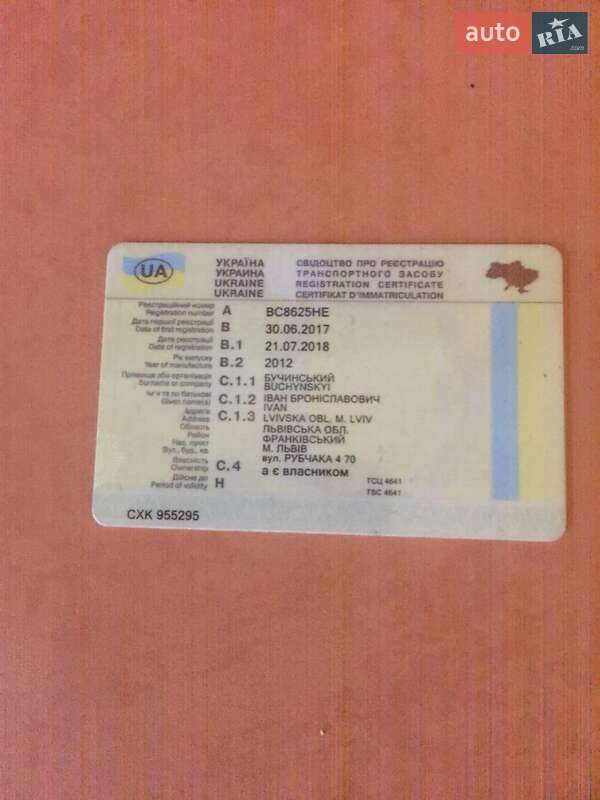 auto RIA .com
UA
УКРАЇНА СВІДОЦТВО ПРО РЕЄСТРАЦІЮ
УКРАИНА ТРАНСПОРТНОГО ЗАСОБУ
UKRAINE REGISTRATION CERTIFICATE
UKRAINE CERTIFIKAT D'IMMATRICULATION
Реєстраційний номер
Registration number A BC8625HE
Дата першої реєстрації
Date of first registration B 30.06.2017
Дата реєстрації
Date of registration B.1 21.07.2018
Рік випуску
Year of manufacture B.2 2012
Прізвище або організація C.1.1 БУЧИНСЬКИЙ
Surname or company BUCHYNSKYI
Ім'я та по батькові C.1.2 ІВАН БРОНІСЛАВОВИЧ
Given name(s) IVAN
Адреса
Address C.1.3 LVIVSKA OBL. M. LVIV
Область ЛЬВІВСЬКА ОБЛ.
Район ФРАНКІВСЬКИЙ
Нас. пункт М. ЛЬВІВ
Вул., буд., кв. вул. РУБЧАКА 4 70
Власність
Ownership C.4 а є власником
Дійсне до
Period of validity H
ТСЦ 4641
TSC 4641
CXK 955295